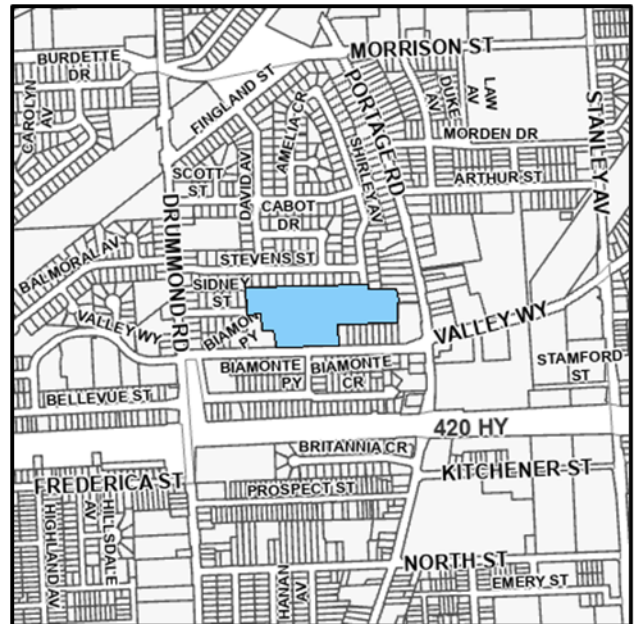 MORRISON ST
BURDETTE
DR
DRUMMOND RD
FINGLAND ST
PORTAGE RD
DUKE
AV
LAW
AV
STANLEY AV
CAROLYN
AV
AMELIA CR
SHIRLEY AV
MORDEN DR
SCOTT
ST
DAVID AV
ARTHUR ST
CABOT
DR
BALMORAL AV
STEVENS ST
SIDNEY
ST
VALLEY WY
BIAMON
PY
VALLEY WY
BIAMONTE
PY
BIAMONTE
CR
STAMFORD
ST
BELLEVUE ST
420 HY
BRITANNIA CR
KITCHENER ST
FREDERICA ST
PROSPECT ST
HIGHLAND AV
HILLSDALE
AV
HANAN
AV
NORTH ST
EMERY ST